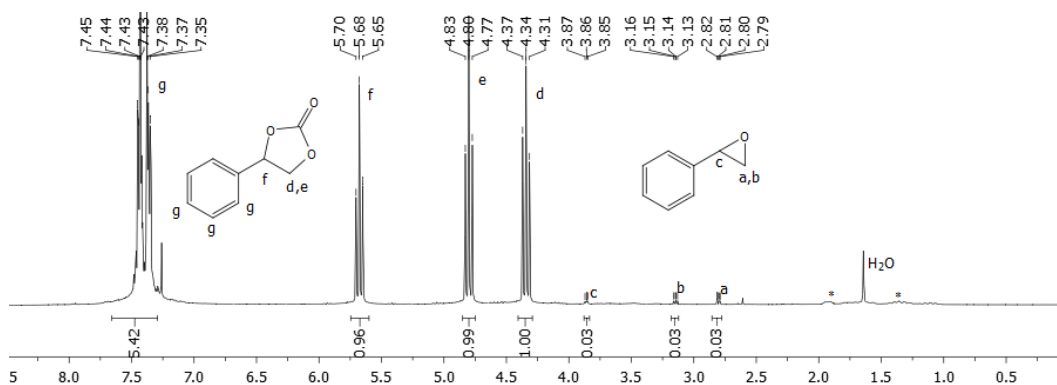 7.45
7.44
7.43
7.43
7.38
7.37
7.35
5.70
5.68
5.65
4.83
4.80
4.77
4.37
4.34
4.31
3.87
3.86
3.85
3.16
3.15
3.14
3.13
2.82
2.81
2.80
2.79
g
f
e
d
O
O
O
f
d,e
g
g
g
O
c
a,b
H₂O
c
b
a
*
*
5.42
0.96
0.99
1.00
0.03
0.03
0.03
5 8.0 7.5 7.0 6.5 6.0 5.5 5.0 4.5 4.0 3.5 3.0 2.5 2.0 1.5 1.0 0.5